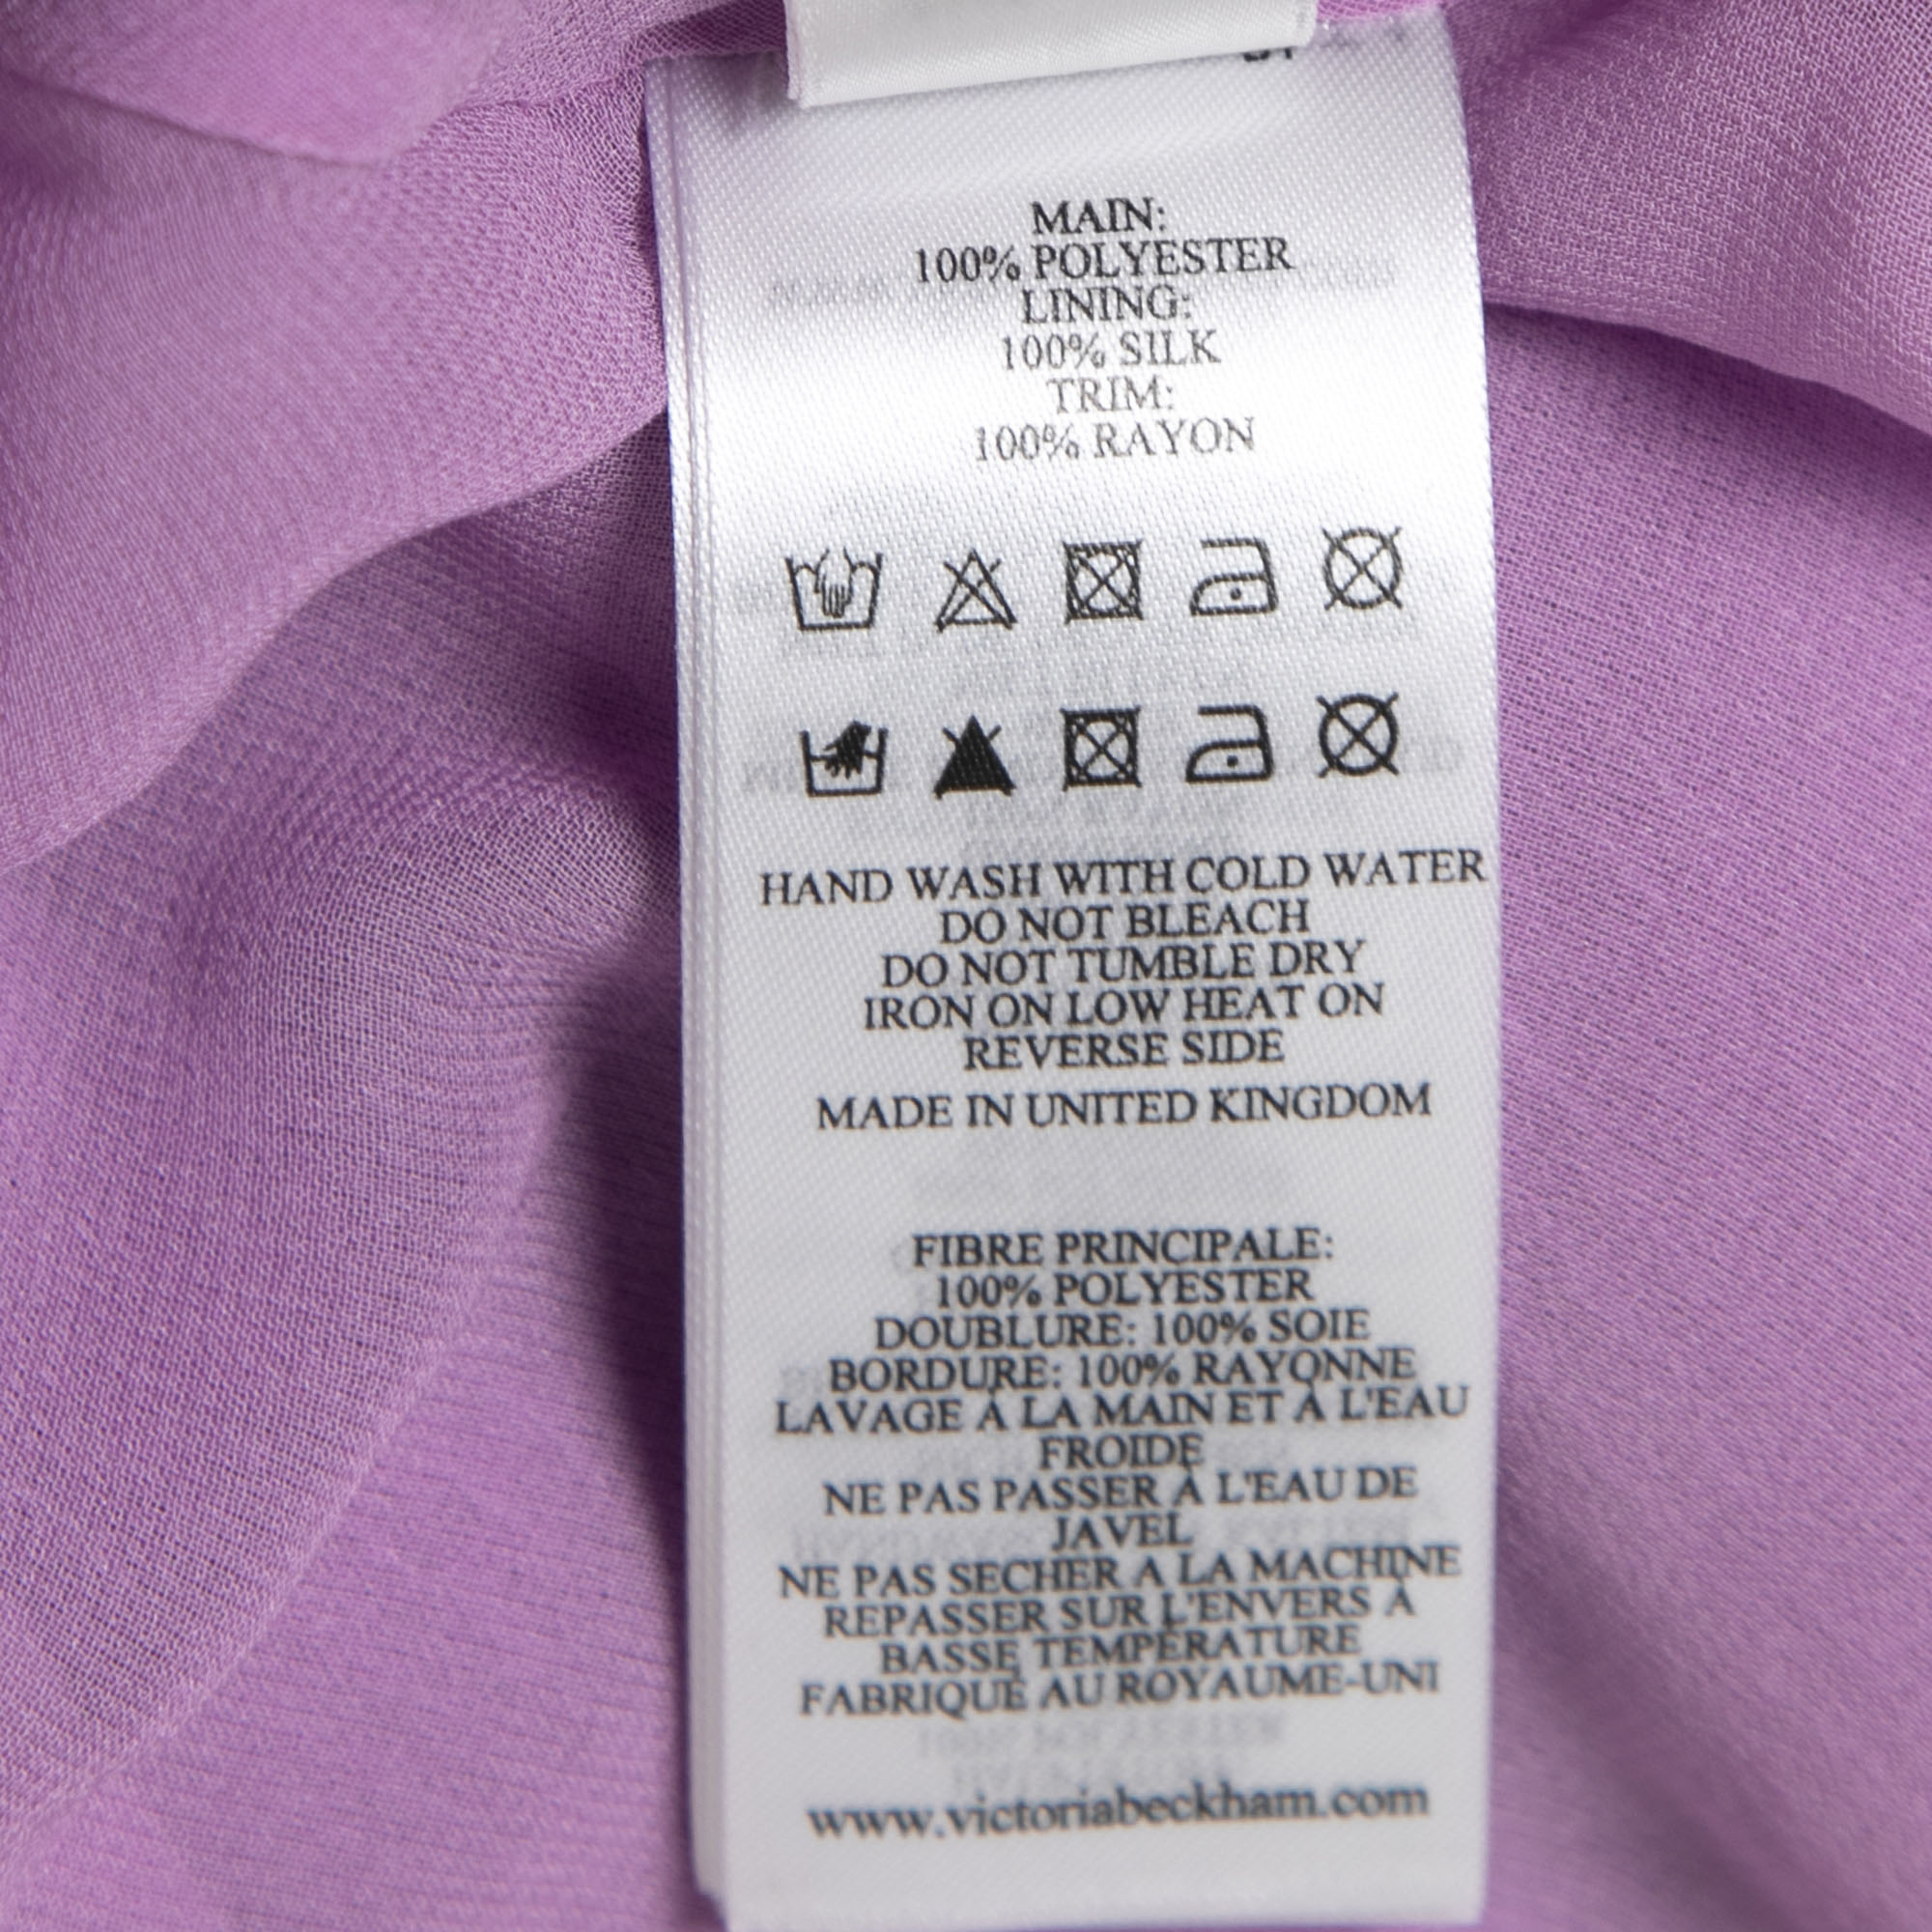 MAIN:
100% POLYESTER
LINING:
100% SILK
TRIM:
100% RAYON
HAND WASH WITH COLD WATER
DO NOT BLEACH
DO NOT TUMBLE DRY
IRON ON LOW HEAT ON
REVERSE SIDE
MADE IN UNITED KINGDOM
FIBRE PRINCIPALE:
100% POLYESTER
DOUBLURE: 100% SOIE
BORDURE: 100% RAYONNE
LAVAGE À LA MAIN ET À L'EAU
FROIDE
NE PAS PASSER À L'EAU DE
JAVEL
NE PAS SECHER A LA MACHINE
REPASSER SUR L'ENVERS À
BASSE TEMPÉRATURE
FABRIQUÉ AU ROYAUME-UNI
www.victoriabeckham.com